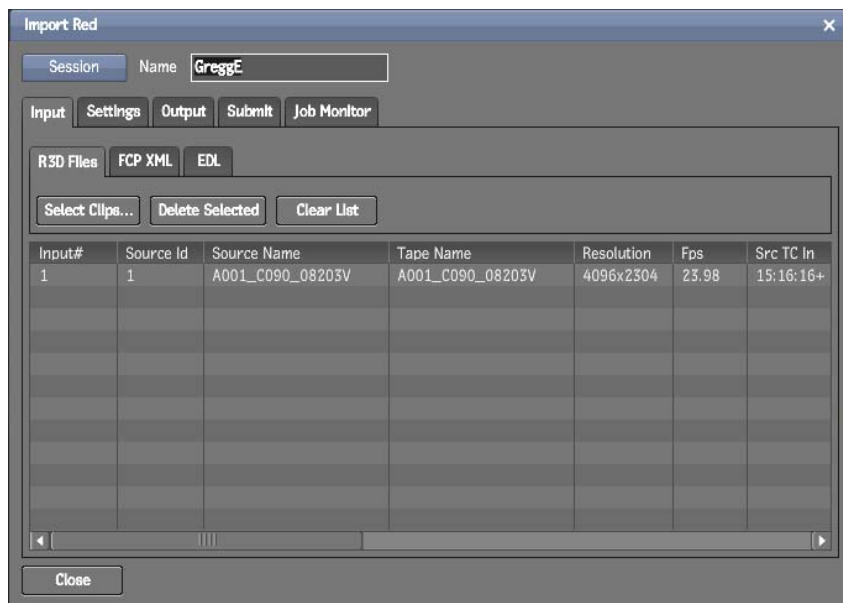 Import Red
Session Name GreggE
Input Settings Output Submit Job Monitor
R3D Files FCP XML EDL
Select Clips... Delete Selected Clear List
Input# Source Id Source Name Tape Name Resolution Fps Src TC In
1 1 A001_C090_08203V A001_C090_08203V 4096x2304 23.98 15:16:16+
Close